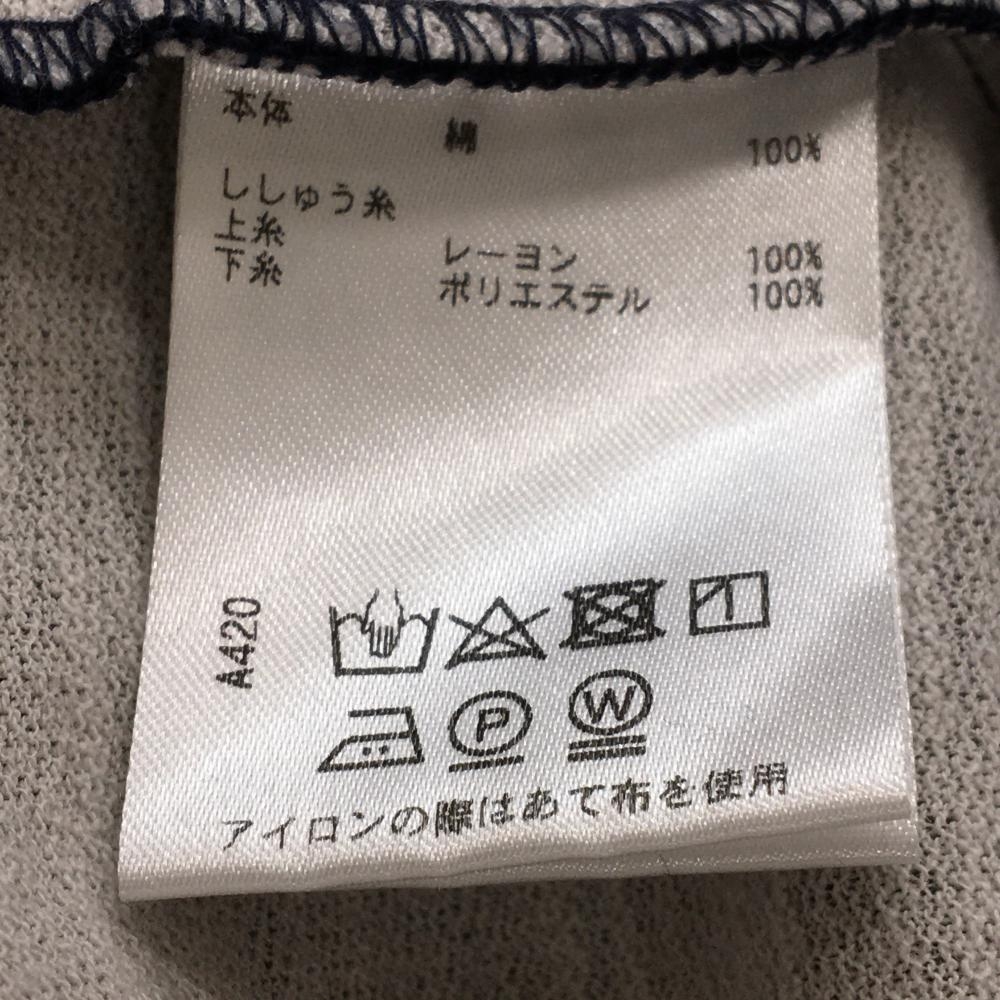 本体 綿 100%
ししゅう糸
上糸 レーヨン 100%
下糸 ポリエステル 100%
A420
P W
アイロンの際はあて布を使用